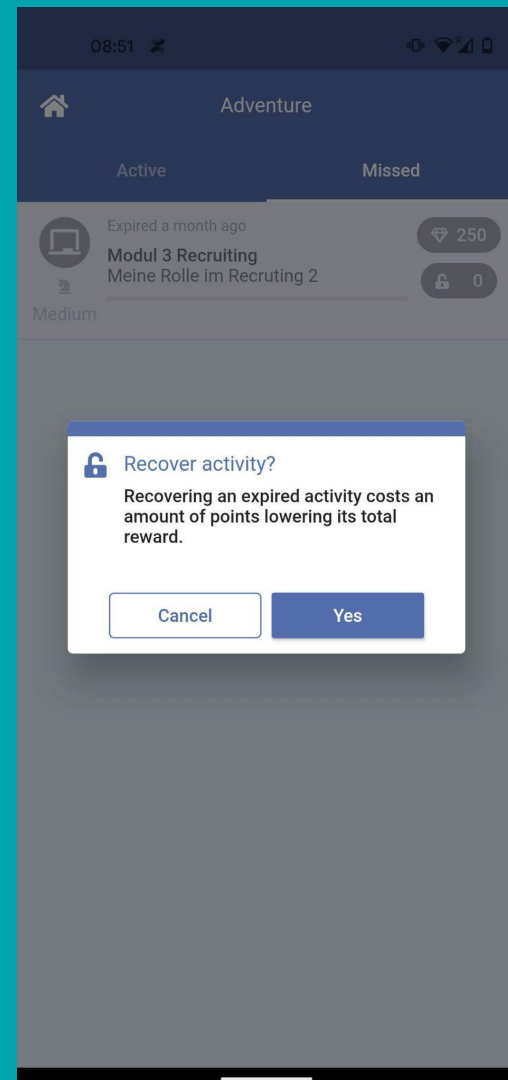 08:51
R
Adventure
Active
Missed
Expired a month ago
Modul 3 Recruiting
Meine Rolle im Recruting 2
250
0
Medium
Recover activity?
Recovering an expired activity costs an
amount of points lowering its total
reward.
Cancel
Yes